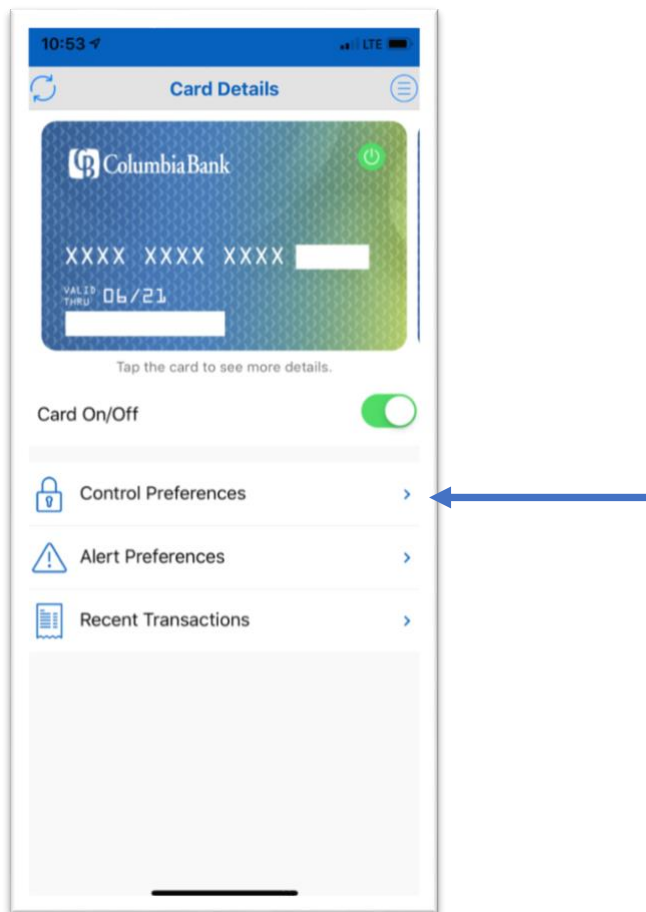 10:53
LTE
Card Details
CB ColumbiaBank
XXXX XXXX XXXX
VALID THRU 06/21
Tap the card to see more details.
Card On/Off
Control Preferences
Alert Preferences
Recent Transactions